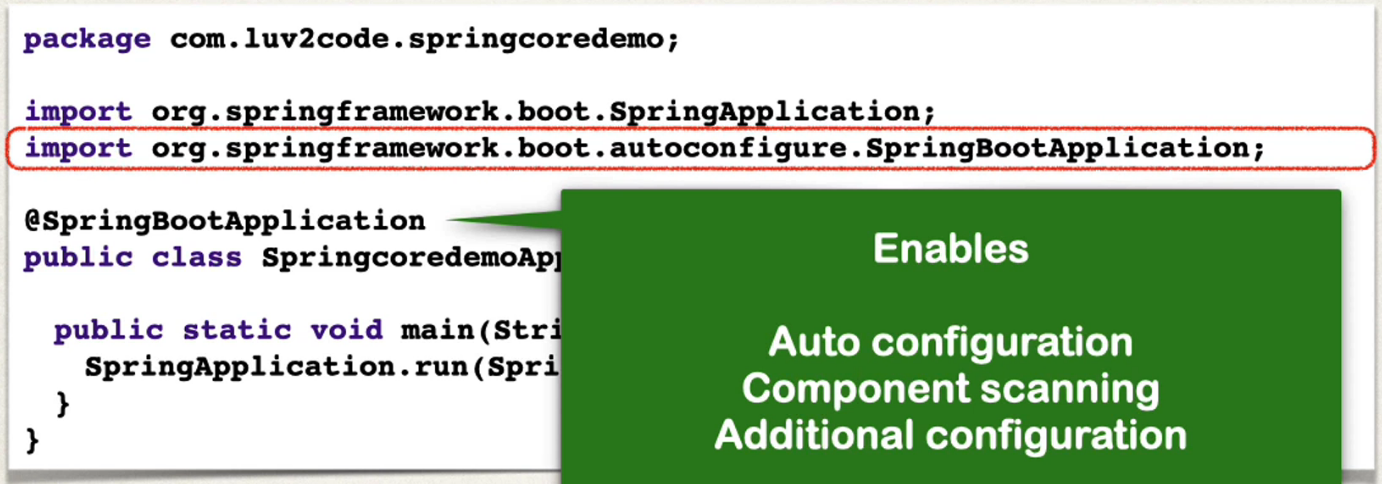 package com.luv2code.springcoredemo;
import org.springframework.boot.SpringApplication;
import org.springframework.boot.autoconfigure.SpringBootApplication;
@SpringBootApplication
public class SpringcoredemoApp
public static void main(Stri
SpringApplication.run(Spri
}
}
Enables
Auto configuration
Component scanning
Additional configuration